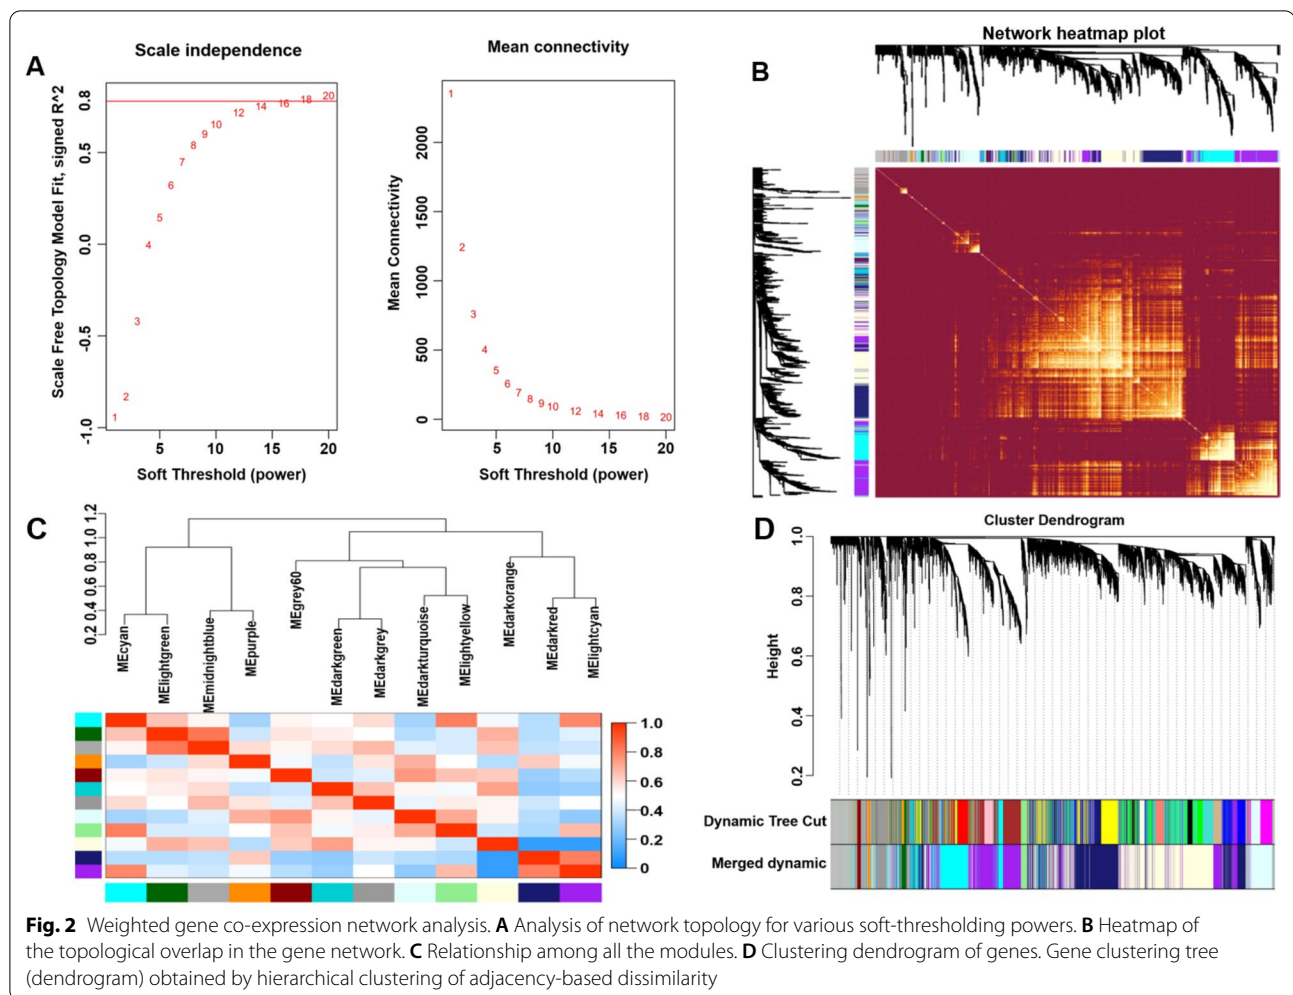 A
Scale independence
Scale Free Topology Model Fit, signed R^2
-1.0
-0.5
0.0
0.5
0.8
1
2
3
4
5
6
7
8
9
10
12
14
16
18
20
5
10
15
20
Soft Threshold (power)
Mean connectivity
Mean Connectivity
0
500
1000
1500
2000
1
2
3
4
5
6
7
8
9
10
12
14
16
18
20
5
10
15
20
Soft Threshold (power)
B
Network heatmap plot
C
0.2 0.4 0.6 0.8 1.0 1.2
MEcyan
MElightgreen
MEmidnightblue
MEpurple
MEgrey60
MEdarkgreen
MEdarkgrey
MEdarkturquoise
MElightyellow
MEdarkorange
MEdarkred
MElightcyan
1.0
0.8
0.6
0.4
0.2
0
D
Cluster Dendrogram
Height
1.0
0.8
0.6
0.4
0.2
Dynamic Tree Cut
Merged dynamic
Fig. 2 Weighted gene co-expression network analysis. A Analysis of network topology for various soft-thresholding powers. B Heatmap of
the topological overlap in the gene network. C Relationship among all the modules. D Clustering dendrogram of genes. Gene clustering tree
(dendrogram) obtained by hierarchical clustering of adjacency-based dissimilarity